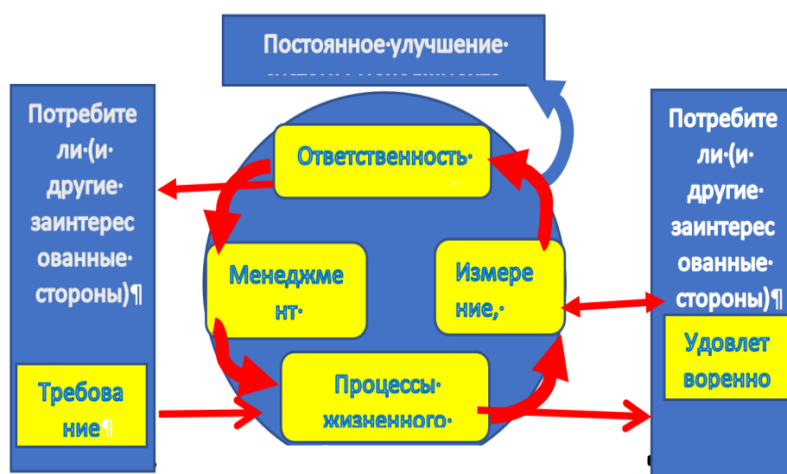 Постоянное·улучшение·
Потребите
ли·(и·
другие·
заинтерес
ованные·
стороны)¶
Требова
ние¶
Ответственность·
Менеджме
нт·
Измере
ние,·
Процессы·
жизненного·
Потребите
ли·(и·
другие·
заинтерес
ованные·
стороны)¶
Удовлет
воренно